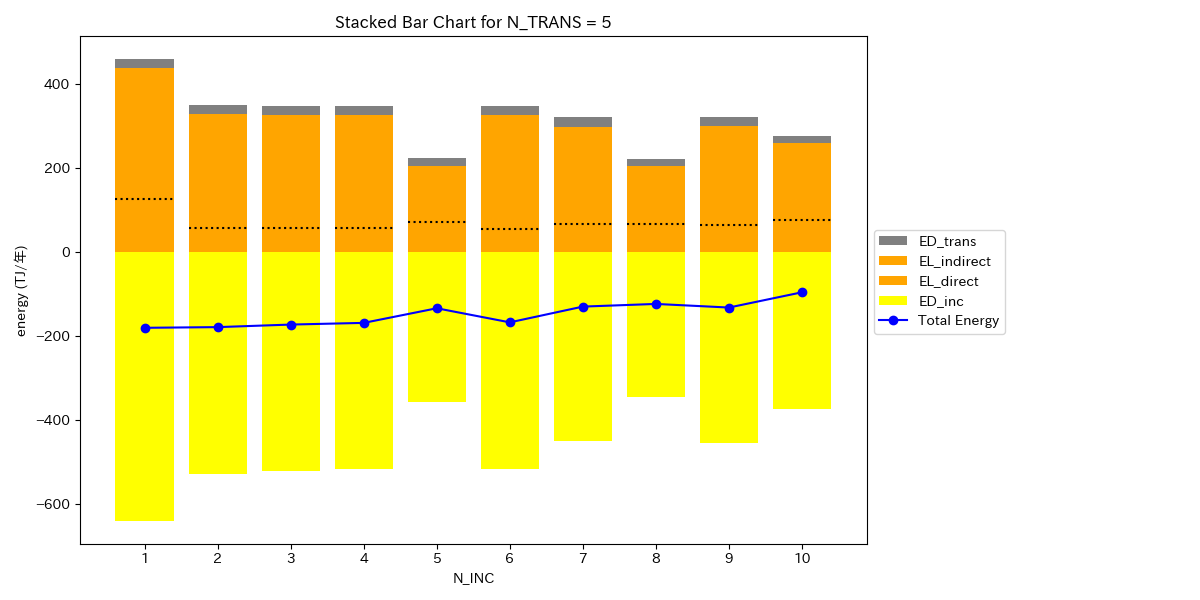 Stacked Bar Chart for N_TRANS = 5
energy (TJ/年)
400
200
0
−200
−400
−600
1 2 3 4 5 6 7 8 9 10
N_INC
ED_trans
EL_indirect
EL_direct
ED_inc
Total Energy